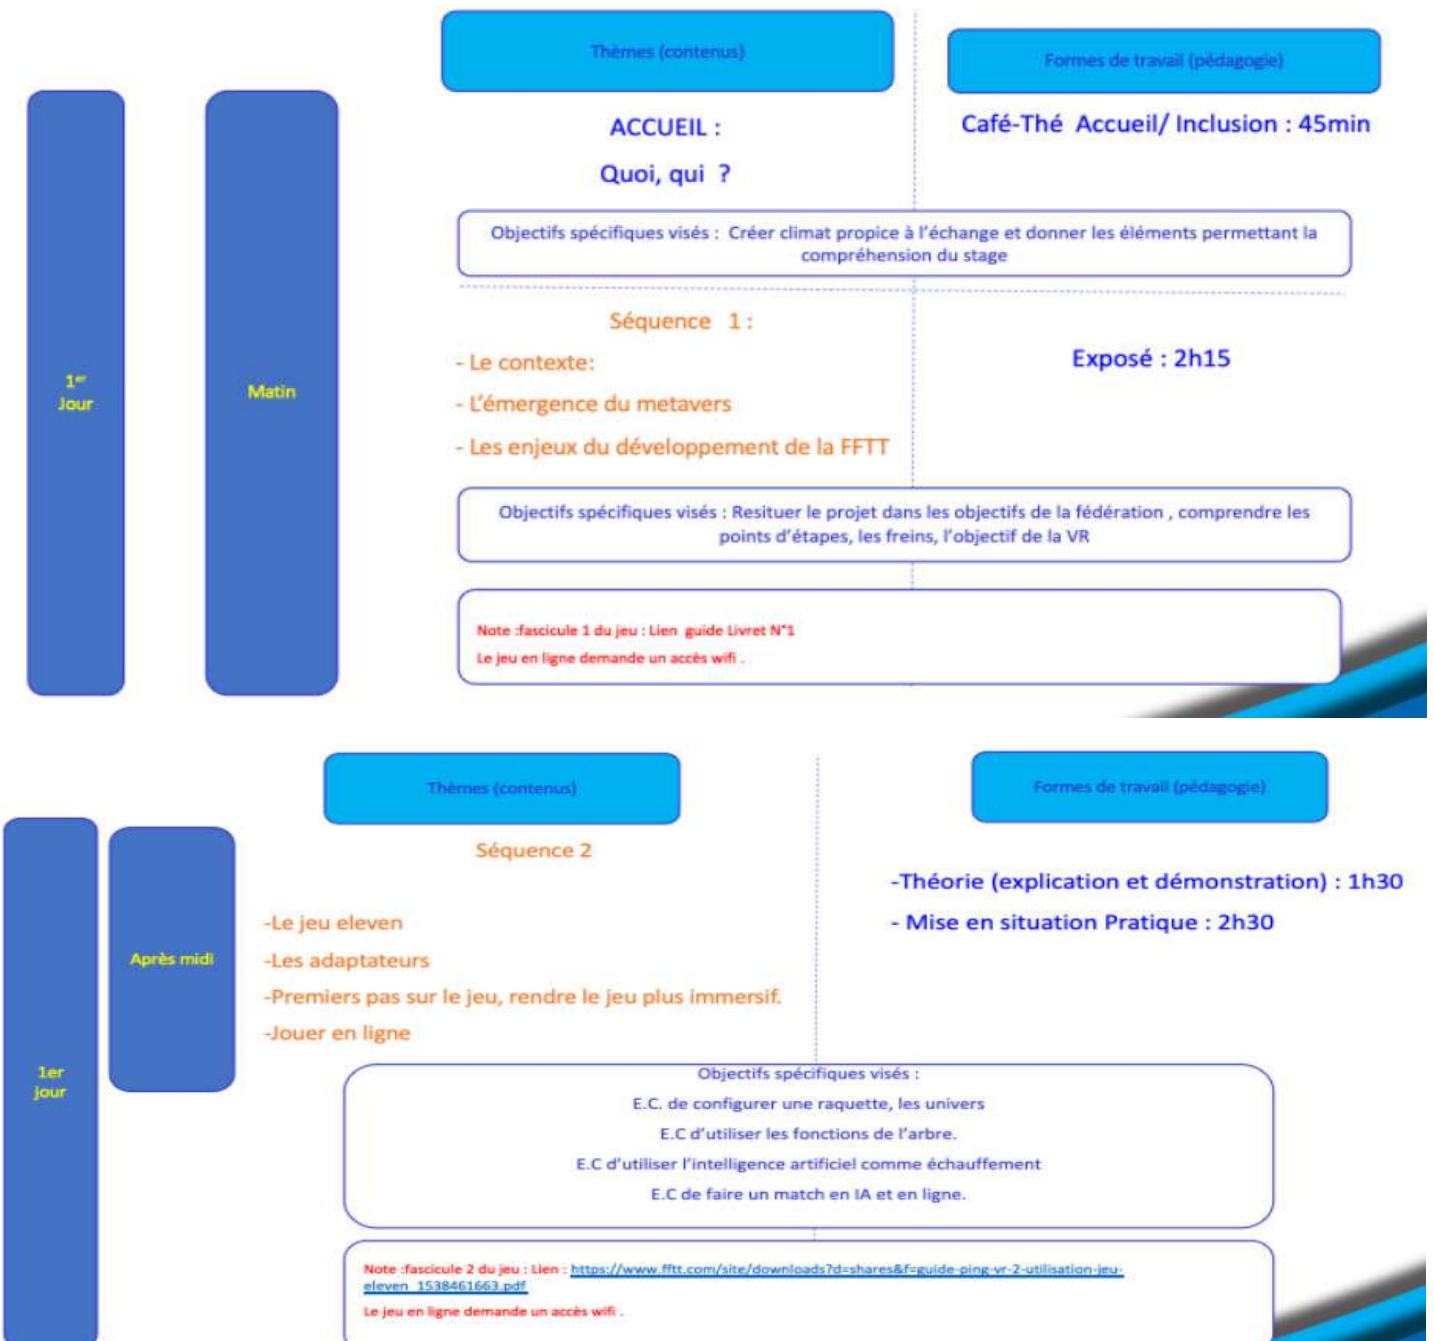 Thèmes (contenus)
Formes de travail (pédagogie)
1er
Jour
Matin
ACCUEIL :
Quoi, qui ?
Café-Thé Accueil/ Inclusion : 45min
Objectifs spécifiques visés : Créer climat propice à l'échange et donner les éléments permettant la
compréhension du stage
Séquence 1 :
- Le contexte:
- L'émergence du metavers
- Les enjeux du développement de la FFTT
Exposé : 2h15
Objectifs spécifiques visés : Resituer le projet dans les objectifs de la fédération , comprendre les
points d'étapes, les freins, l'objectif de la VR
Note :fascicule 1 du jeu : Lien guide Livret N°1
Le jeu en ligne demande un accès wifi .
Thèmes (contenus)
Formes de travail (pédagogie)
1er
jour
Après midi
Séquence 2
-Le jeu eleven
-Les adaptateurs
-Premiers pas sur le jeu, rendre le jeu plus immersif.
-Jouer en ligne
-Théorie (explication et démonstration) : 1h30
- Mise en situation Pratique : 2h30
Objectifs spécifiques visés :
E.C. de configurer une raquette, les univers
E.C d'utiliser les fonctions de l'arbre.
E.C d'utiliser l'intelligence artificiel comme échauffement
E.C de faire un match en IA et en ligne.
Note :fascicule 2 du jeu : Lien : https://www.fftt.com/site/downloads?d=shares&f=guide-ping-vr-2-utilisation-jeu-
eleven_1538461663.pdf
Le jeu en ligne demande un accès wifi .